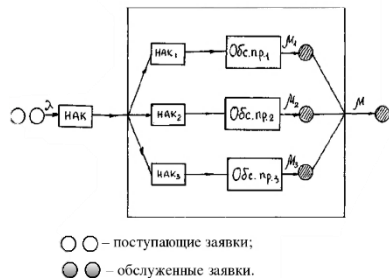 НАК₁ Обс.пр.₁ μ₁
λ НАК НАК₂ Обс.пр.2 μ₂ μ
НАК₃ Обс.пр.3 μ₃
– поступающие заявки;
– обслуженные заявки.